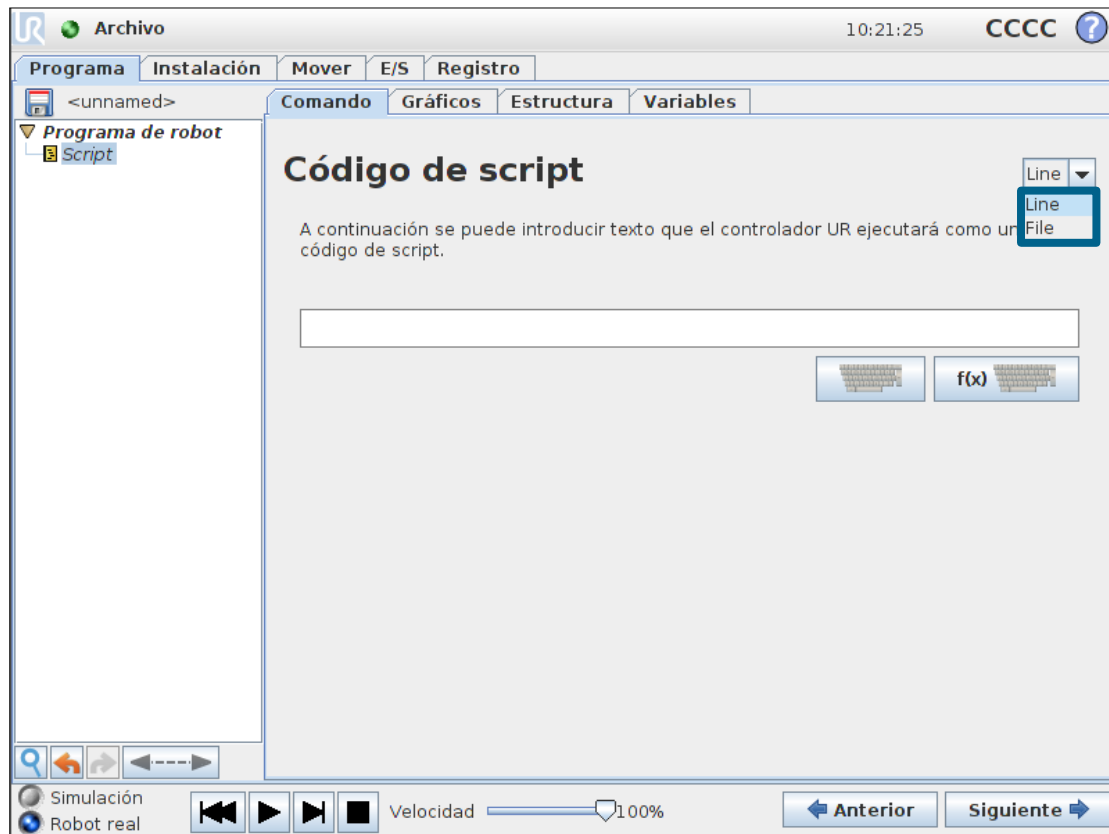 UR Archivo 10:21:25 CCCC ?
Programa Instalación Mover E/S Registro
<unnamed>
Comando Gráficos Estructura Variables
Programa de robot
Script
Código de script
Line
Line
File
A continuación se puede introducir texto que el controlador UR ejecutará como un
código de script.
f(x)
Simulación
Robot real
Velocidad 100%
Anterior Siguiente